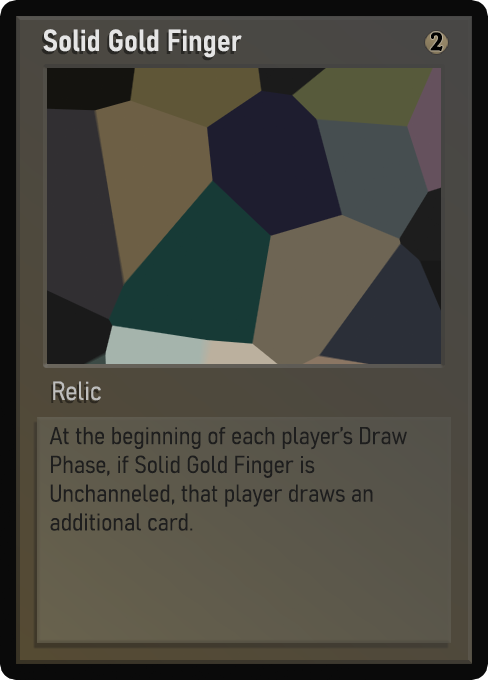 Solid Gold Finger
2
Relic
At the beginning of each player's Draw
Phase, if Solid Gold Finger is
Unchanneled, that player draws an
additional card.